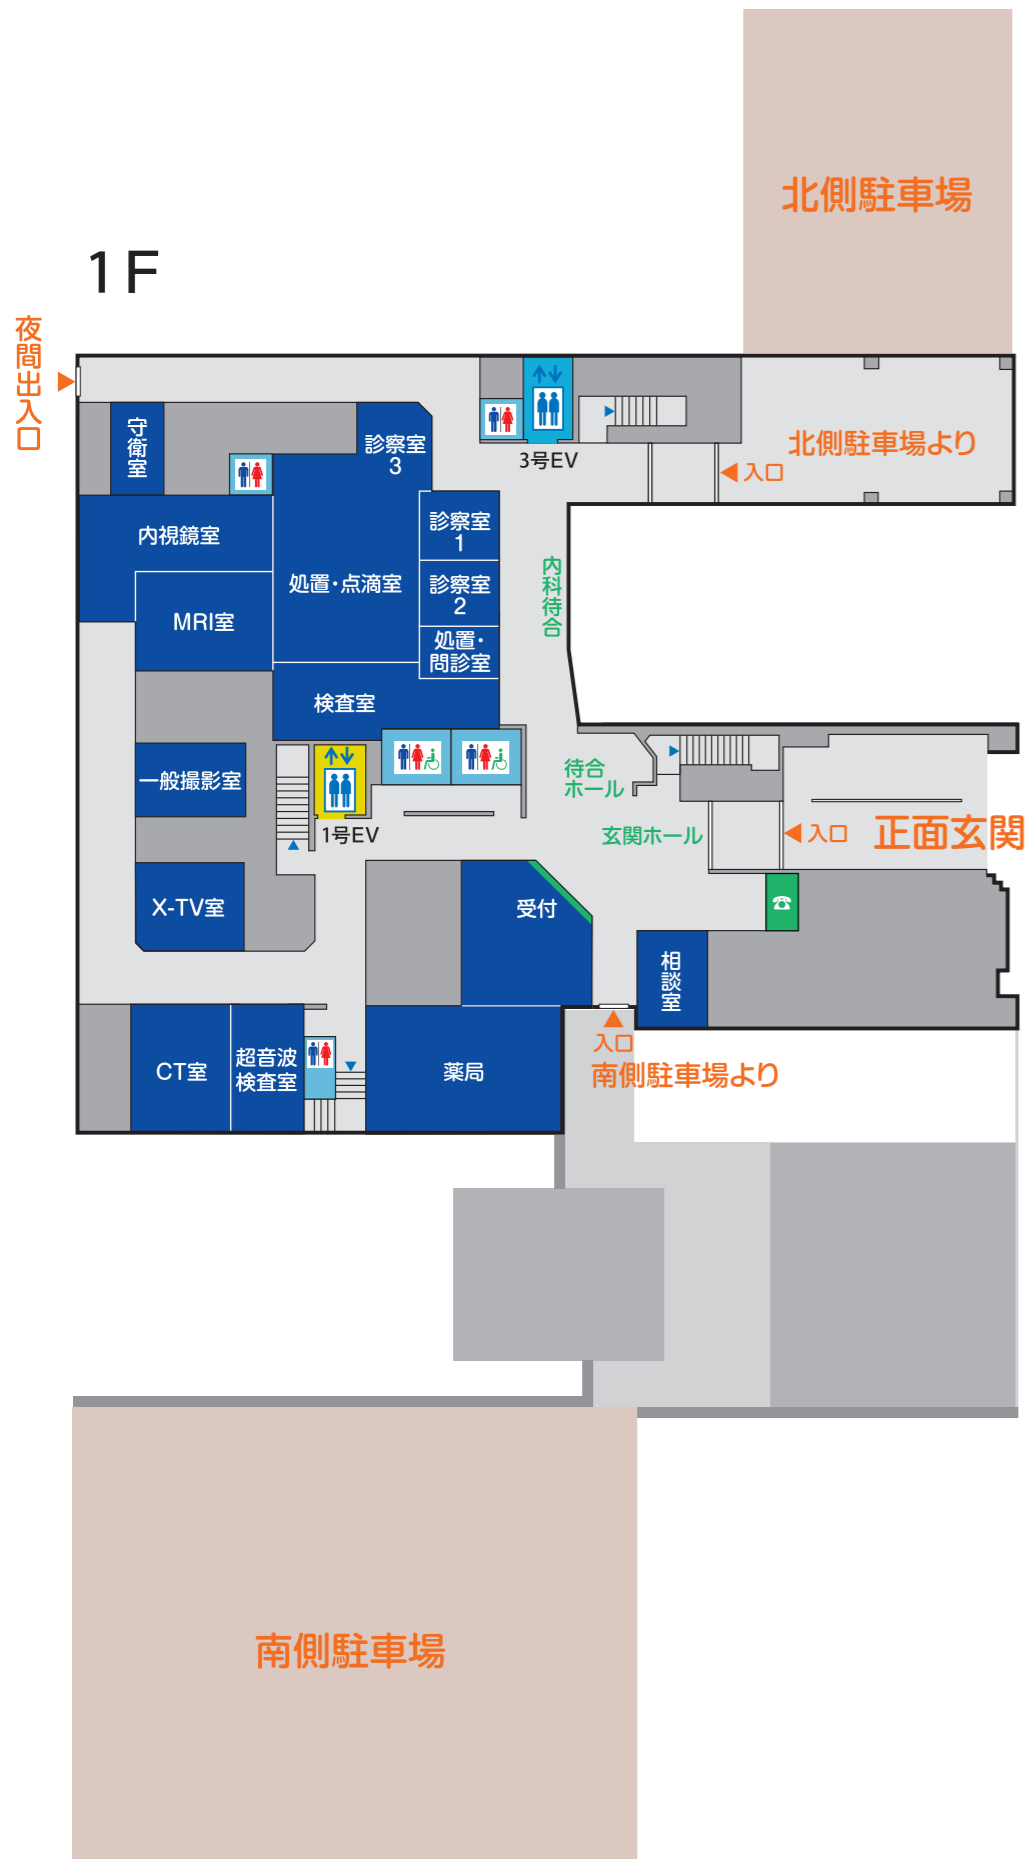 北側駐車場
1F
夜間出入口
守衛室
診察室
3
3号EV
北側駐車場より
入口
内視鏡室
診察室
1
処置・点滴室
診察室
2
内科待合
MRI室
処置・
問診室
検査室
一般撮影室
待合
ホール
1号EV
玄関ホール
入口
正面玄関
X-TV室
受付
相談室
入口
南側駐車場より
CT室
超音波
検査室
薬局
南側駐車場